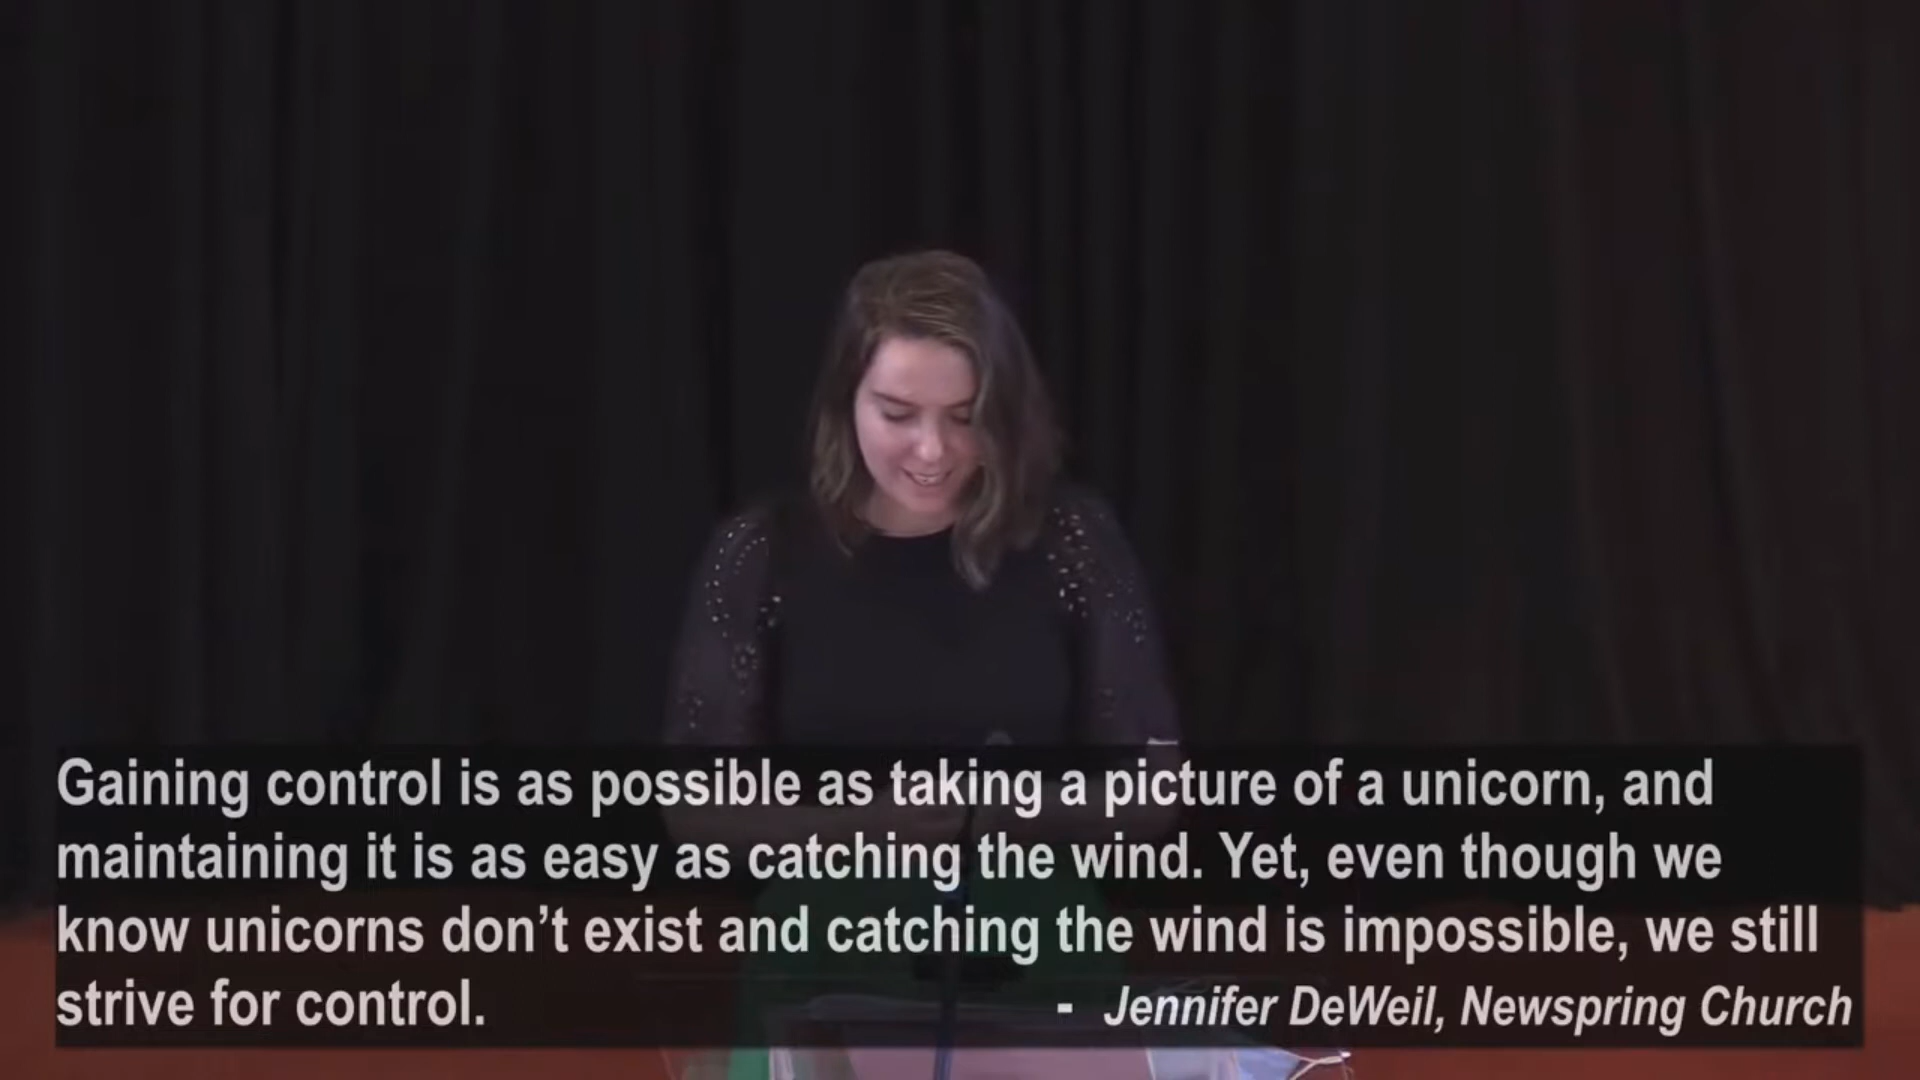 Gaining control is as possible as taking a picture of a unicorn, and
maintaining it is as easy as catching the wind. Yet, even though we
know unicorns don’t exist and catching the wind is impossible, we still
strive for control.
- Jennifer DeWeil, Newspring Church